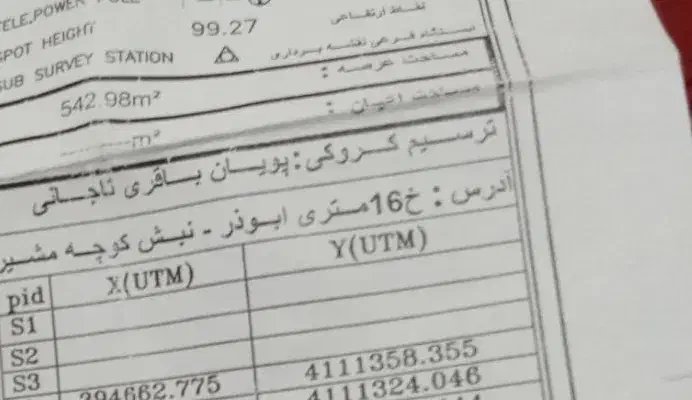 TELE,POWER
SPOT HEIGHT 99.27 نقاط ارتفاعی
SUB SURVEY STATION ایستگاه فرعی نقشه برداری
542.98m² مساحت عرصه :
m² مساحت اعیان :
ترسیم کروکی: پویان باقری تاجانی
آدرس : خ16متری ابوذر - نبش کوچه مشیر
pid X(UTM) Y(UTM)
S1
S2
S3 394662.775 4111358.355
4111324.046